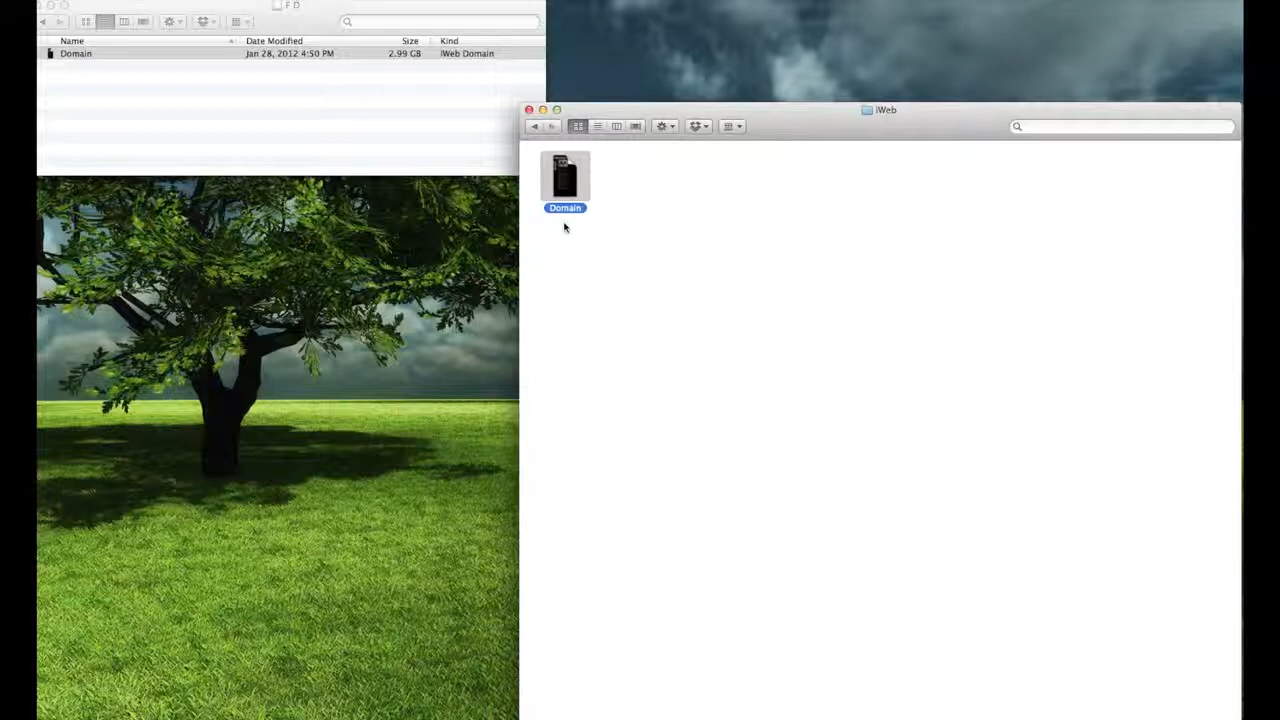 F D
Name Date Modified Size Kind
Domain Jan 28, 2012 4:50 PM 2.99 GB iWeb Domain
iWeb
Domain